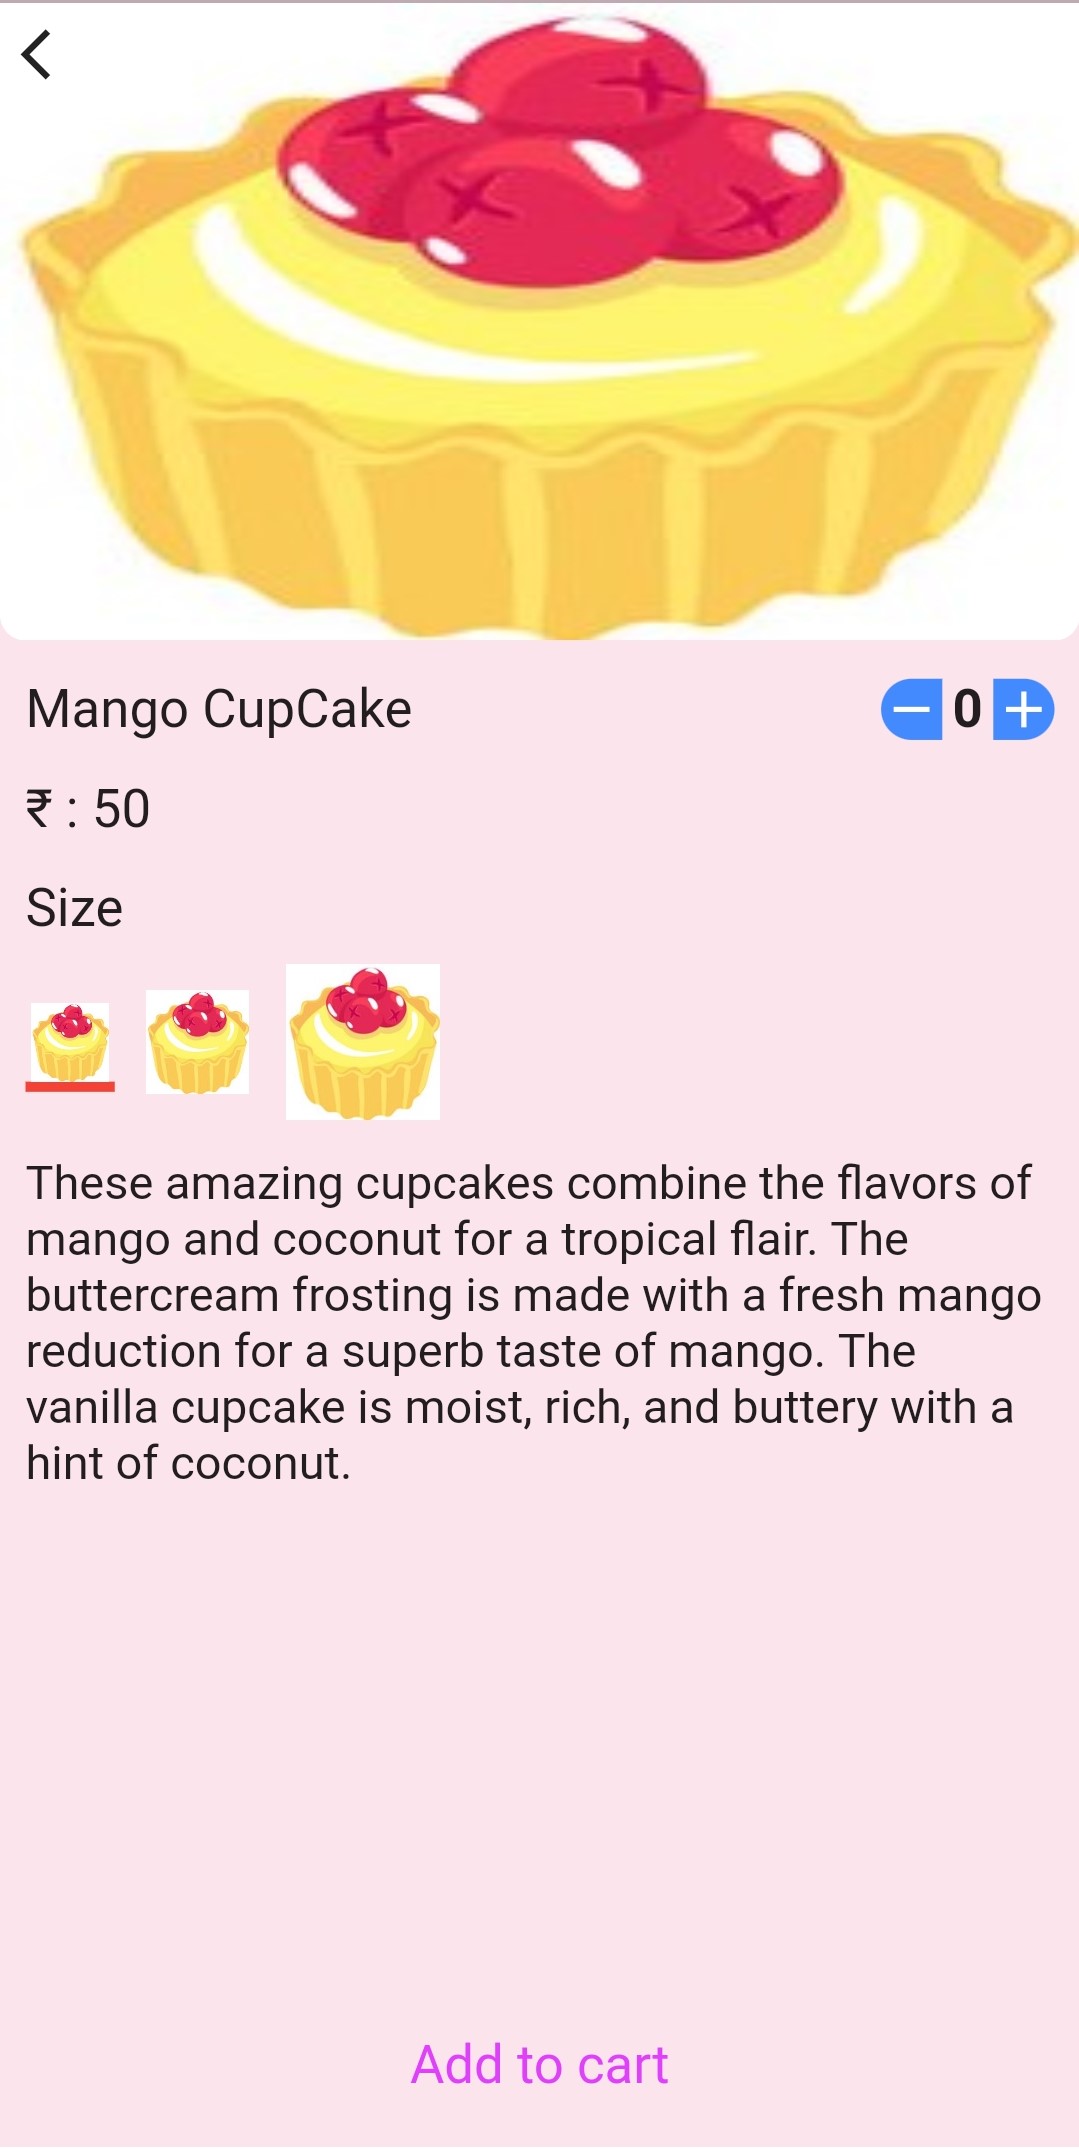 Mango CupCake
0
₹ : 50
Size
These amazing cupcakes combine the flavors of
mango and coconut for a tropical flair. The
buttercream frosting is made with a fresh mango
reduction for a superb taste of mango. The
vanilla cupcake is moist, rich, and buttery with a
hint of coconut.
Add to cart